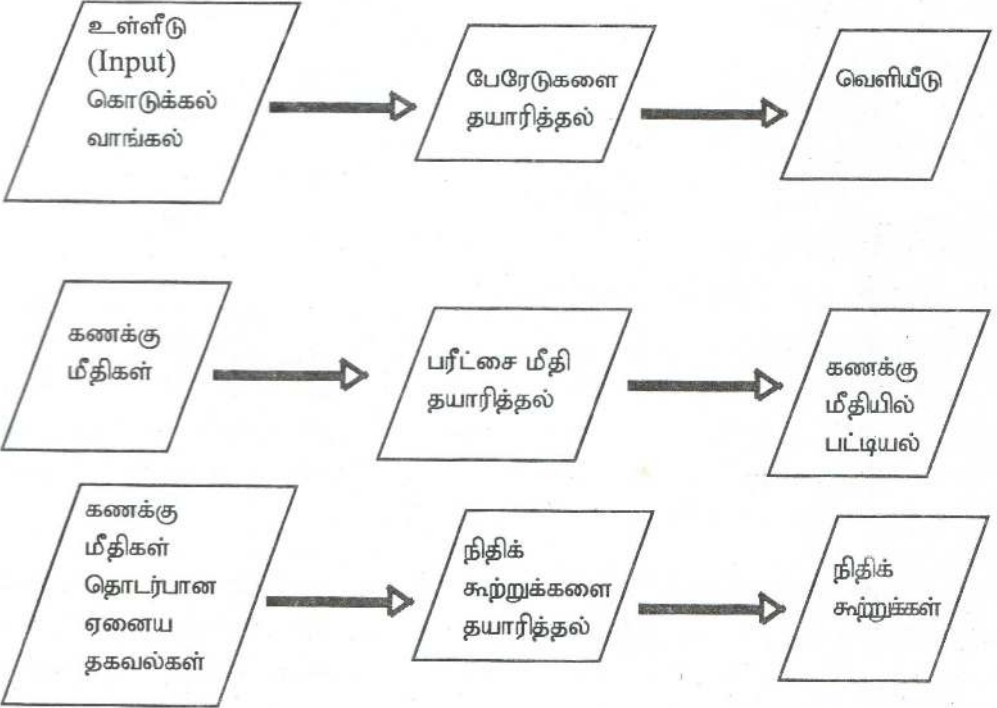 உள்ளீடு
(Input)
கொடுக்கல்
வாங்கல்
பேரேடுகளை
தயாரித்தல்
வெளியீடு
கணக்கு
மீதிகள்
பரீட்சை மீதி
தயாரித்தல்
கணக்கு
மீதியில்
பட்டியல்
கணக்கு
மீதிகள்
தொடர்பான
ஏனைய
தகவல்கள்
நிதிக்
கூற்றுக்களை
தயாரித்தல்
நிதிக்
கூற்றுக்கள்